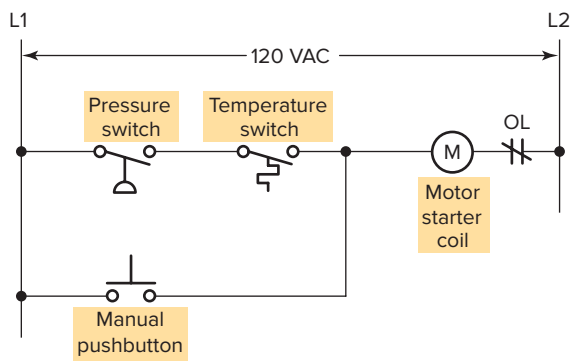 L1
L2
120 VAC
Pressure
switch
Temperature
switch
OL
M
Motor
starter
coil
Manual
pushbutton